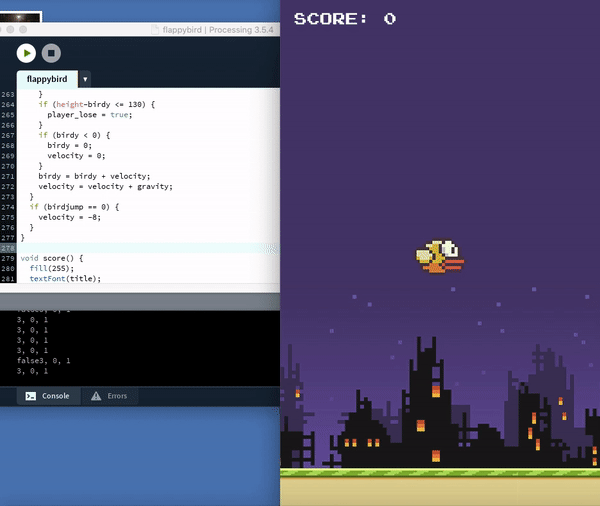 flappybird | Processing 3.5.4
flappybird ▼
263 }
264 if (height-birdy <= 130) {
265 player_lose = true;
266 }
267 if (birdy < 0) {
268 birdy = 0;
269 velocity = 0;
270 }
271 birdy = birdy + velocity;
272 velocity = velocity + gravity;
273 }
274 if (birdjump == 0) {
275 velocity = -8;
276 }
277 }
278
279 void score() {
280 fill(255);
281 textFont(title);
3, 0, 1
3, 0, 1
3, 0, 1
3, 0, 1
false3, 0, 1
3, 0, 1
Console Errors
SCORE: 0